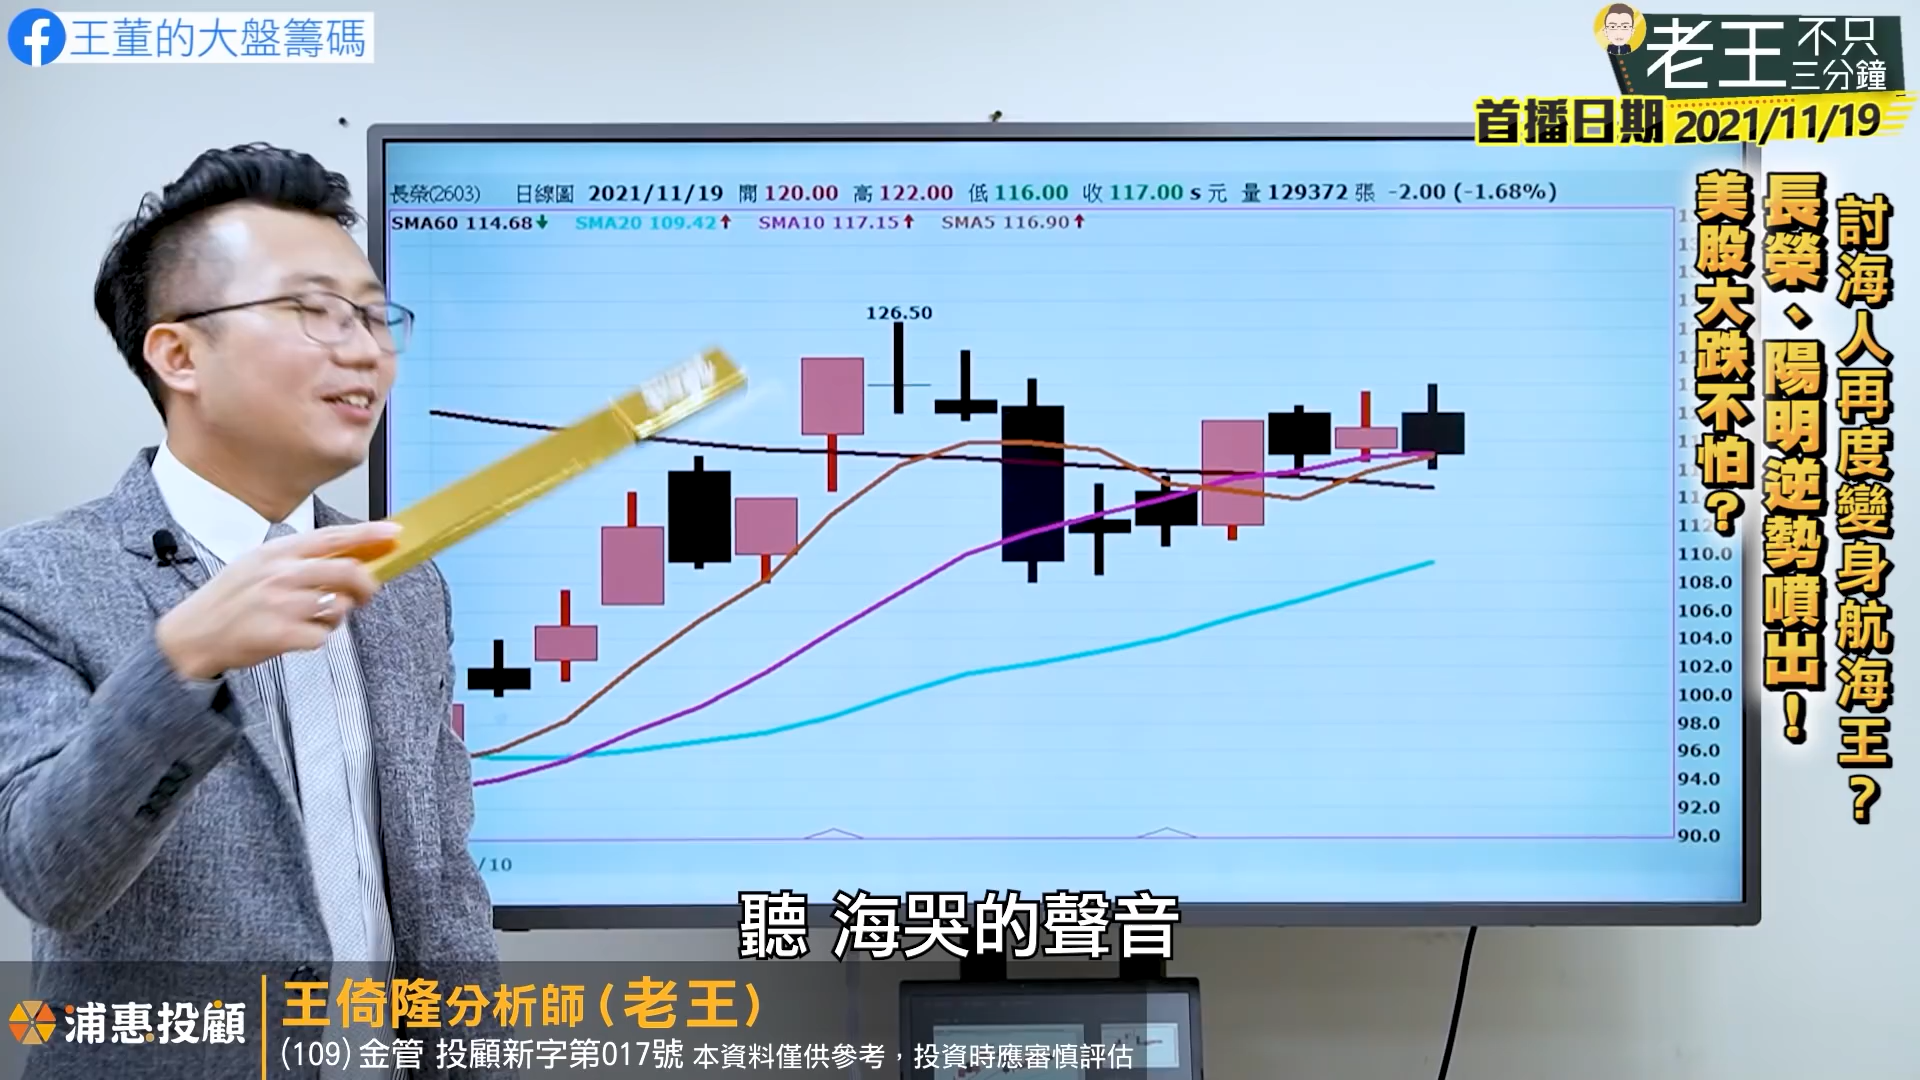 王董的大盤籌碼
老王 不只三分鐘
首播日期 2021/11/19
討海人再度變身航海王？
長榮、陽明逆勢噴出！
美股大跌不怕？
長榮(2603) 日線圖 2021/11/19 開 120.00 高 122.00 低 116.00 收 117.00 s 元 量 129372 張 -2.00 (-1.68%)
SMA60 114.68↓ SMA20 109.42↑ SMA10 117.15↑ SMA5 116.90↑
126.50
110.0
108.0
106.0
104.0
102.0
100.0
98.0
96.0
94.0
92.0
90.0
/10
聽 海哭的聲音
浦惠投顧
王倚隆分析師(老王)
(109) 金管 投顧新字第017號 本資料僅供參考，投資時應審慎評估